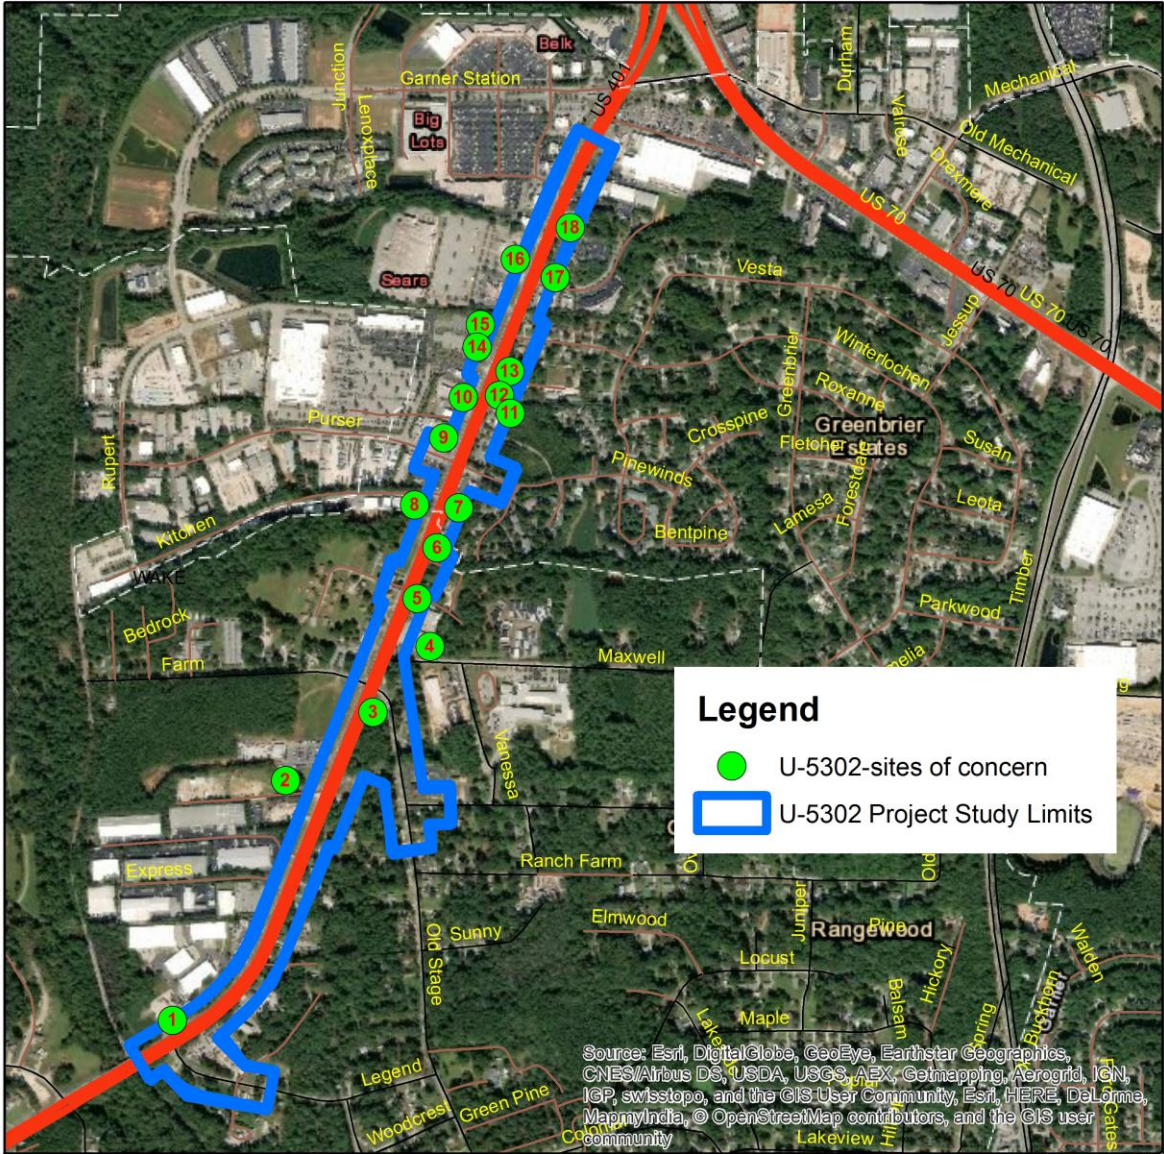 Belk
US 401
Durham
Junction
Garner Station
Mechanical
Lenoxplace
Valrose
Big
Lots
Old Mechanical
Drexmere
US 70
18
16
Vesta
17
US 70
US 70
US 70
Sears
Jessup
15
14
Greenbrier
Winterlochen
13
12
10
11
Roxanne
Purser
9
Crosspine
Greenbrier
Estates
Fletcher
Susan
Rupert
Pinewinds
Forestdale
8
7
Leota
Lamesa
Kitchen
Bentpine
6
WAKE
Timber
5
Parkwood
Bedrock
4
Farm
Maxwell
Legend
3
U-5302-sites of concern
2
Vanessa
U-5302 Project Study Limits
Ranch Farm
Express
Old
Juniper
Elmwood
Pine
Old Stage
Sunny
Rangewood
Walden
Locust
Hickory
Balsam
Buckhorn
Garner
1
Maple
Legend
Green Pine
Woodcrest
Source: Esri, DigitalGlobe, GeoEye, Earthstar Geographics,
CNES/Airbus DS, USDA, USGS, AEX, Getmapping, Aerogrid, IGN,
IGP, swisstopo, and the GIS User Community, Esri, HERE, DeLorme,
MapmyIndia, © OpenStreetMap contributors, and the GIS user
community
Lakeview